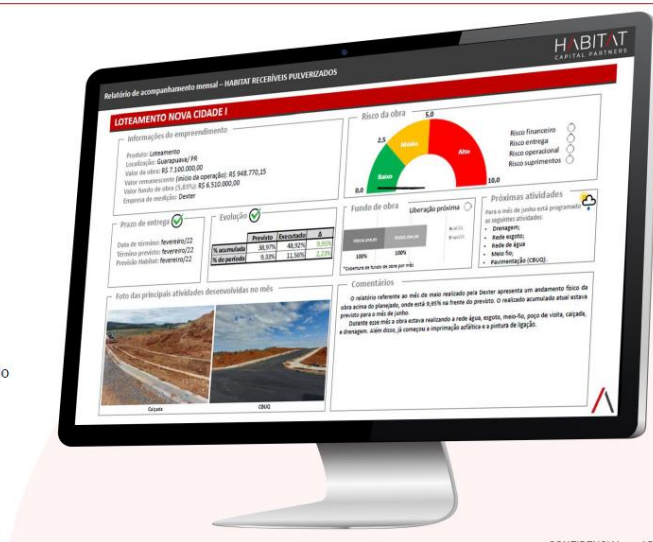 HABITAT
CAPITAL PARTNERS
Relatório de acompanhamento mensal – HABITAT RECEBÍVEIS PULVERIZADOS
LOTEAMENTO NOVA CIDADE I
Informações do empreendimento
Produto: Loteamento
Localização: Guarapuava/ PR
Valor da obra: R$ 7.100.000,00
Valor remanescente (início da operação): R$ 948.770,15
Valor fundo de obra (5,83%): R$ 6.510.000,00
Empresa de medição: Dexter
Risco da obra
0,0
2,5
5,0
10,0
Baixo
Médio
Alto
Risco financeiro
Risco entrega
Risco operacional
Risco suprimentos
Prazo de entrega
Data de término: fevereiro/22
Término previsto: fevereiro/22
Previsão Habitat: fevereiro/22
Evolução
Previsto Executado Δ
% acumulada 38,97% 48,92% 9,95%
% do período 9,33% 11,56% 2,23%
Fundo de obra
Liberação próxima
100% 100%
*Cobertura de fundo de obra por mês
Próximas atividades
Para o mês de junho está programado
as seguintes atividades:
• Drenagem;
• Rede esgoto;
• Rede de água
• Meio fio;
• Pavimentação (CBUQ).
Foto das principais atividades desenvolvidas no mês
Calçada
CBUQ
Comentários
O relatório referente ao mês de maio realizado pela Dexter apresenta um andamento físico da
obra acima do planejado, onde está 9,95% na frente do previsto. O realizado acumulado atual estava
previsto para o mês de junho.
Durante esse mês a obra estava realizando a rede água, esgoto, meio-fio, poço de visita, calçada,
e drenagem. Além disso, já começou a imprimação asfáltica e a pintura de ligação.